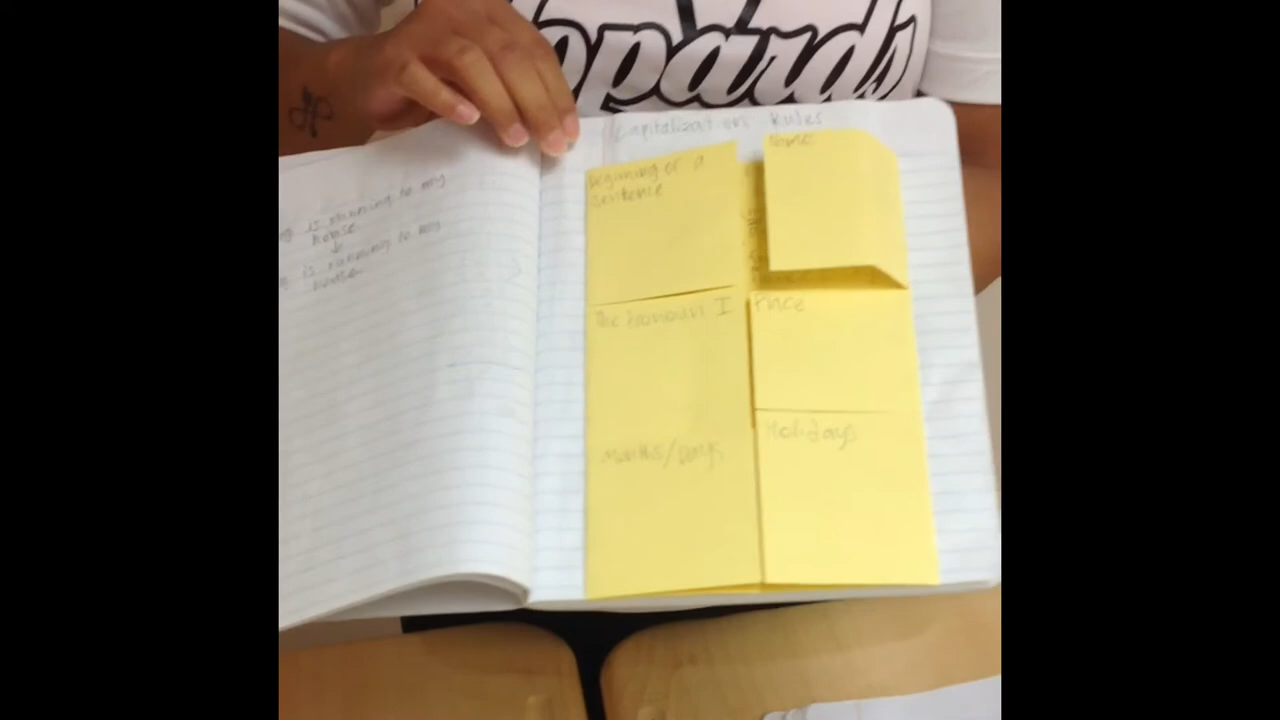 opards
Capitalization Rules
is running to my
house.
is running to my
house.
Begining of a
sentence
Name
The Pronoun I
Place
Months/Days
Holidays